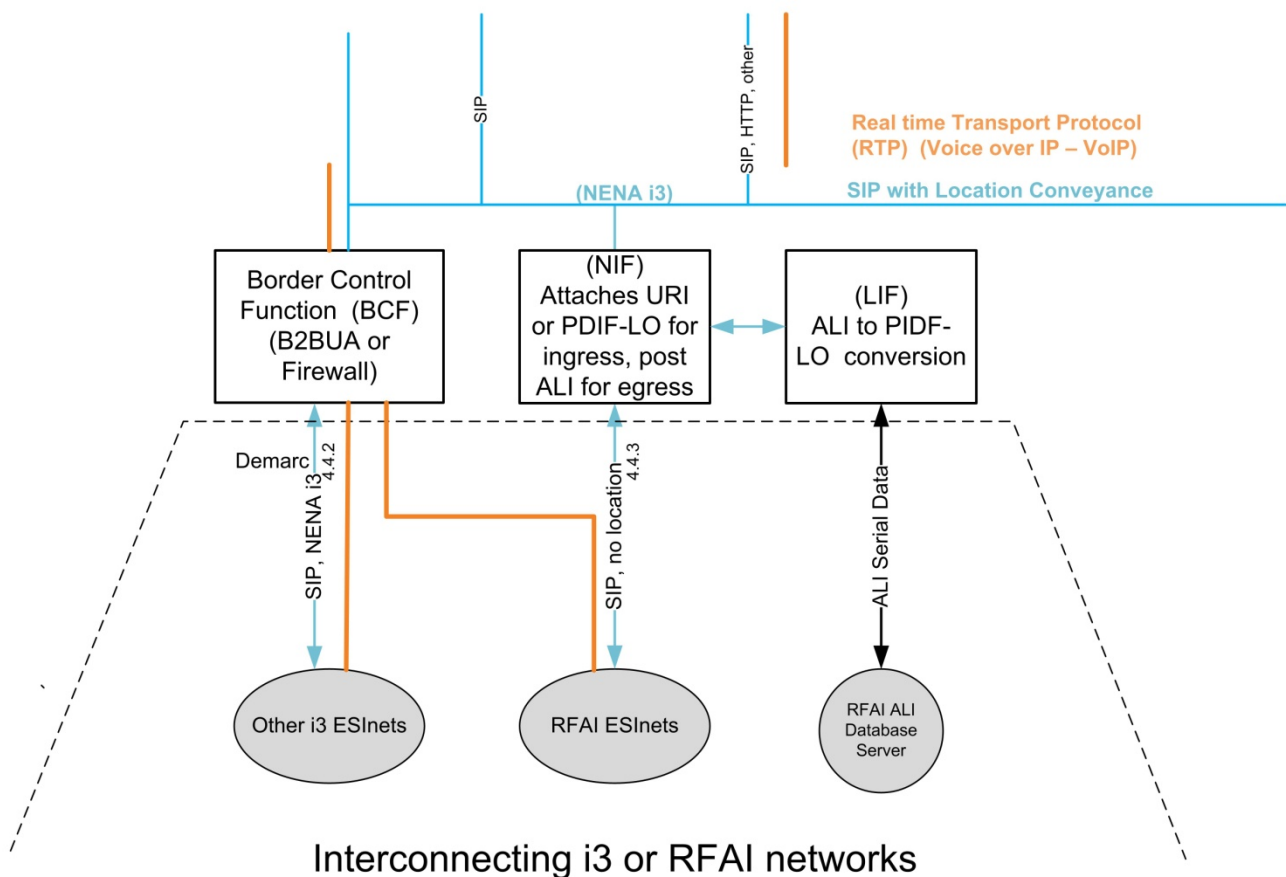 SIP
SIP, HTTP, other
Real time Transport Protocol
(RTP) (Voice over IP – VoIP)
(NENA i3)
SIP with Location Conveyance
Border Control
Function (BCF)
(B2BUA or
Firewall)
(NIF)
Attaches URI
or PDIF-LO for
ingress, post
ALI for egress
(LIF)
ALI to PIDF-
LO conversion
Demarc
4.4.2
SIP, NENA i3
4.4.3
SIP, no location
ALI Serial Data
Other i3 ESInets
RFAI ESInets
RFAI ALI
Database
Server
Interconnecting i3 or RFAI networks